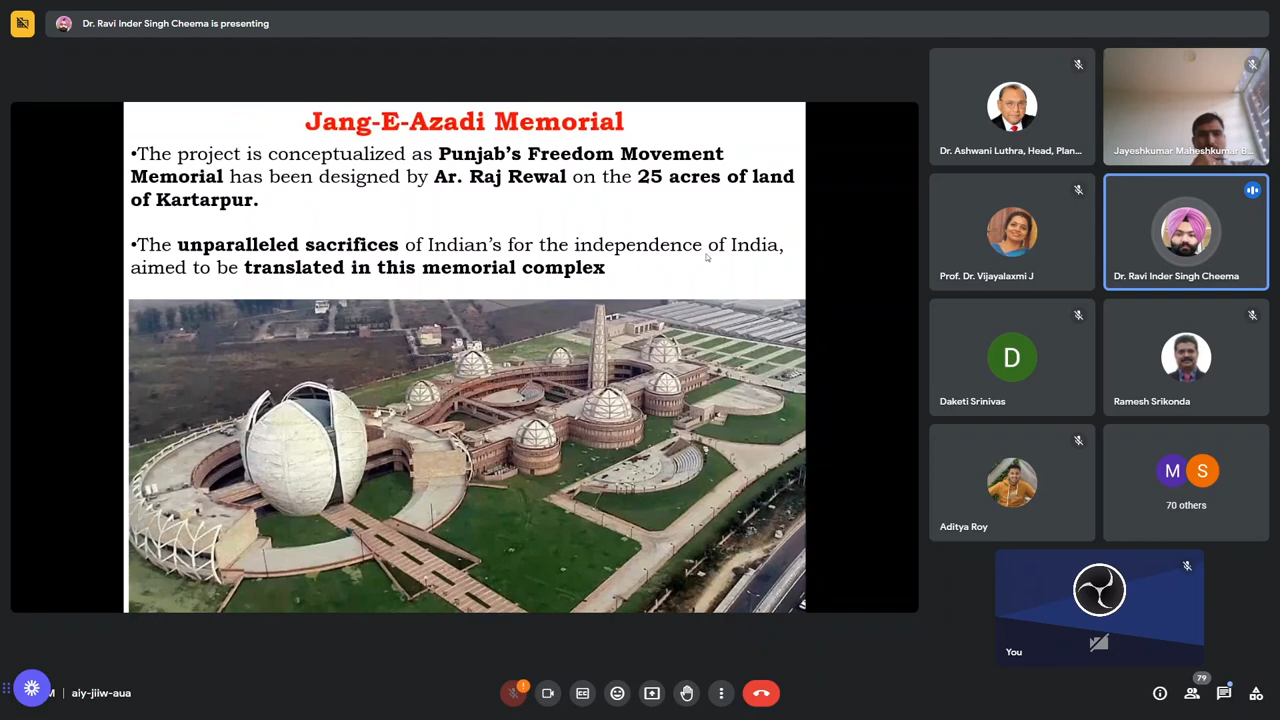 Dr. Ravi Inder Singh Cheema is presenting
Jang-E-Azadi Memorial
•The project is conceptualized as Punjab's Freedom Movement
Memorial has been designed by Ar. Raj Rewal on the 25 acres of land
of Kartarpur.
•The unparalleled sacrifices of Indian's for the independence of India,
aimed to be translated in this memorial complex
Dr. Ashwani Luthra, Head, Plan...
Jayeshkumar Maheshkumar B...
Prof. Dr. Vijayalaxmi J
Dr. Ravi Inder Singh Cheema
D
Daketi Srinivas
Ramesh Srikonda
Aditya Roy
M S
70 others
You
M | aiy-jiiw-aua
!
CC
79